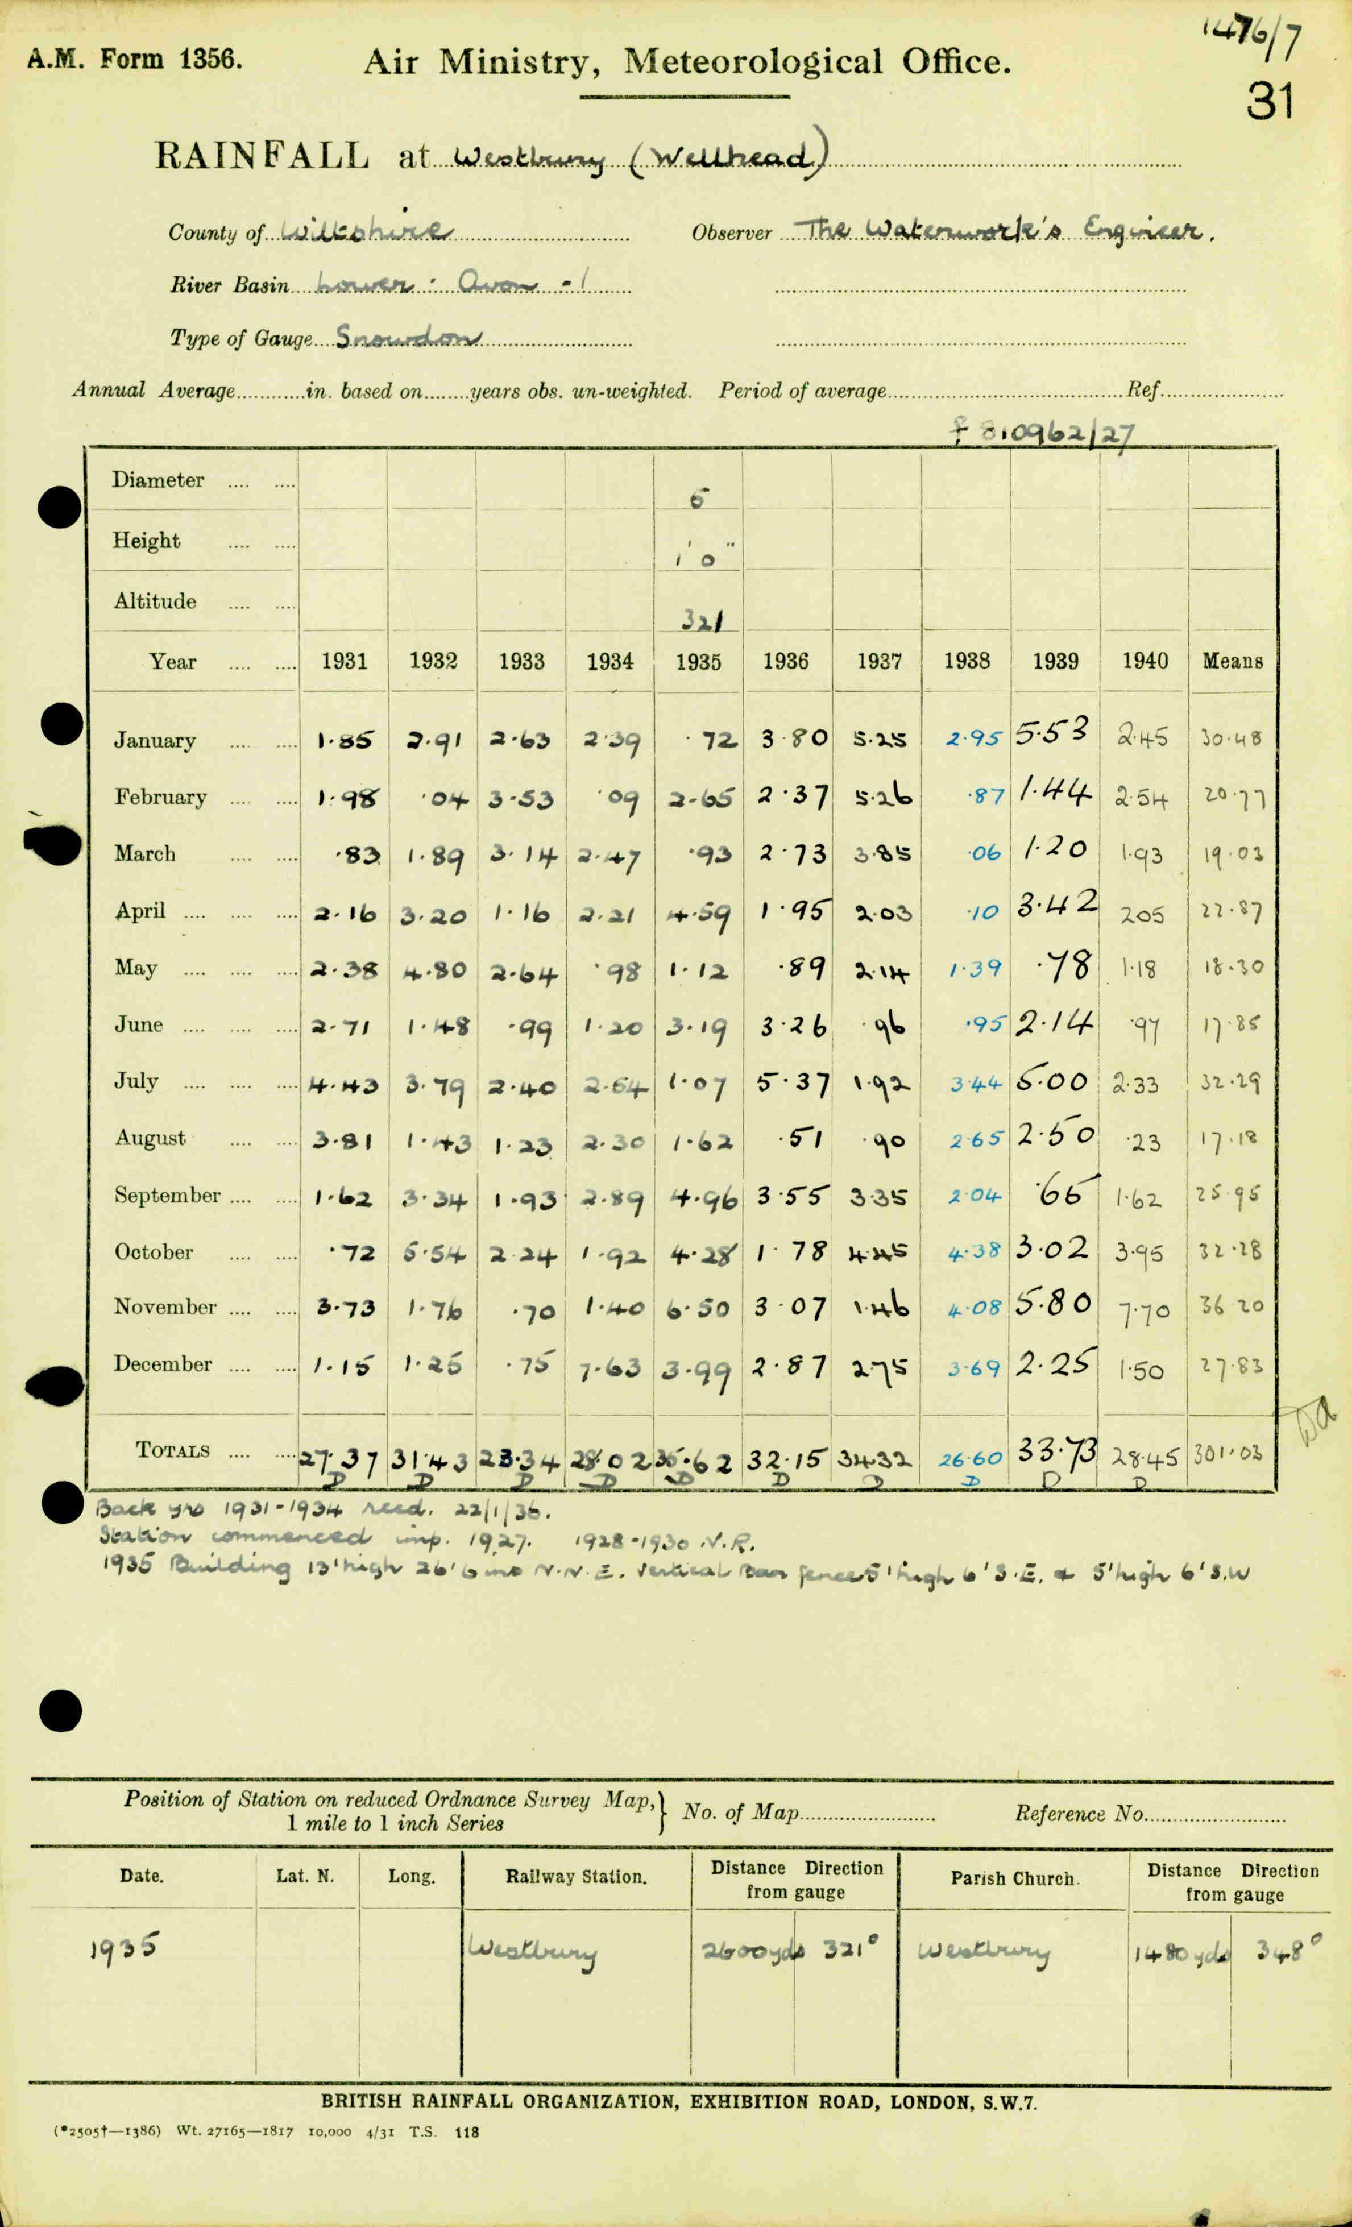 1476/7
A.M. Form 1356. Air Ministry, Meteorological Office.
31
RAINFALL at Westbury (Wellhead)
County of Wiltshire Observer The Waterwork's Engineer.
River Basin Lower · Avon - 1
Type of Gauge Snowdon
Annual Average in. based on years obs. un-weighted. Period of average Ref.
f 810962/27
Diameter 5
Height 1' 0"
Altitude 321
Year 1931 1932 1933 1934 1935 1936 1937 1938 1939 1940 Means
January 1.85 2.91 2.63 2.39 .72 3.80 5.25 2.95 5.53 2.45 30.48
February 1.98 .04 3.53 .09 2.65 2.37 5.26 .87 1.44 2.54 20.77
March .83 1.89 3.14 2.47 .93 2.73 3.85 .06 1.20 1.93 19.03
April 2.16 3.20 1.16 2.21 4.59 1.95 2.03 .10 3.42 2.05 22.87
May 2.38 4.80 2.64 .98 1.12 .89 2.14 1.39 .78 1.18 18.30
June 2.71 1.48 .99 1.20 3.19 3.26 .96 .95 2.14 .97 17.85
July 4.43 3.79 2.40 2.54 1.07 5.37 1.92 3.44 5.00 2.33 32.29
August 3.81 1.43 1.23 2.30 1.62 .51 .90 2.65 2.50 .23 17.18
September 1.62 3.34 1.93 2.89 4.96 3.55 3.35 2.04 .65 1.62 25.95
October .72 5.54 2.24 1.92 4.28 1.78 4.45 4.38 3.02 3.95 32.28
November 3.73 1.76 .70 1.40 6.50 3.07 1.46 4.08 5.80 7.70 36.20
December 1.15 1.25 .75 7.63 3.99 2.87 2.75 3.69 2.25 1.50 27.83
TOTALS 27.37 31.43 23.34 28.02 35.62 32.15 34.32 26.60 33.73 28.45 301.03
D D D D D D D D D D
Back yrs 1931-1934 recd. 22/1/36.
Station commenced imp. 1927. 1928-1930 N.R.
1935 Building 13' high 26' 6 ins N.N.E. Vertical Bar fence 5' high 6' S.E. & 5' high 6' S.W
Position of Station on reduced Ordnance Survey Map, 1 mile to 1 inch Series } No. of Map Reference No.
Date. Lat. N. Long. Railway Station. Distance Direction from gauge Parish Church. Distance Direction from gauge
1935 Westbury 2600 yds 321° Westbury 1480 yds 348°
BRITISH RAINFALL ORGANIZATION, EXHIBITION ROAD, LONDON, S.W.7.
(*2505†—1386) Wt. 27165—1817 10,000 4/31 T.S. 118